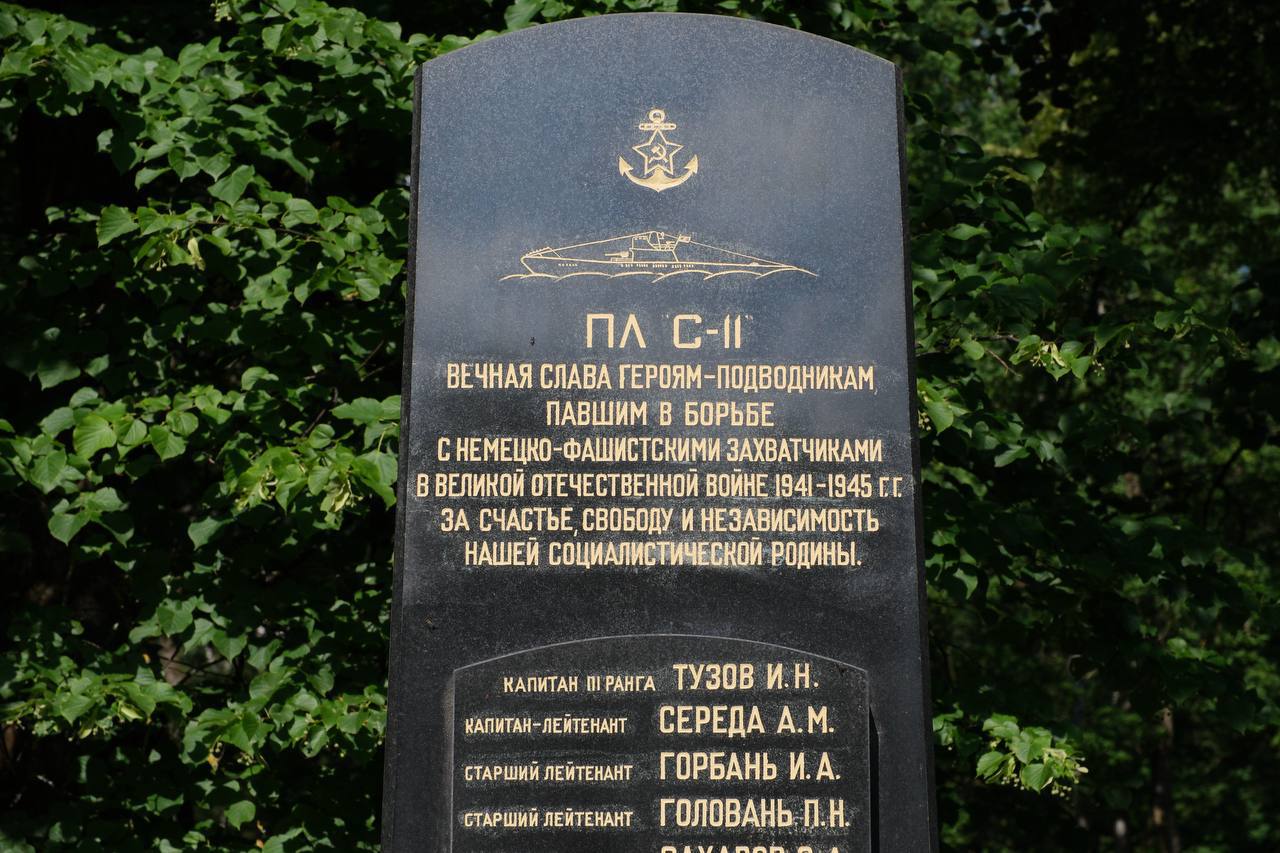 ПЛ "С-11"
ВЕЧНАЯ СЛАВА ГЕРОЯМ-ПОДВОДНИКАМ,
ПАВШИМ В БОРЬБЕ
С НЕМЕЦКО-ФАШИСТСКИМИ ЗАХВАТЧИКАМИ
В ВЕЛИКОЙ ОТЕЧЕСТВЕННОЙ ВОЙНЕ 1941-1945 Г.Г.
ЗА СЧАСТЬЕ, СВОБОДУ И НЕЗАВИСИМОСТЬ
НАШЕЙ СОЦИАЛИСТИЧЕСКОЙ РОДИНЫ.
КАПИТАН III РАНГА ТУЗОВ И.Н.
КАПИТАН-ЛЕЙТЕНАНТ СЕРЕДА А.М.
СТАРШИЙ ЛЕЙТЕНАНТ ГОРБАНЬ И.А.
СТАРШИЙ ЛЕЙТЕНАНТ ГОЛОВАНЬ П.Н.